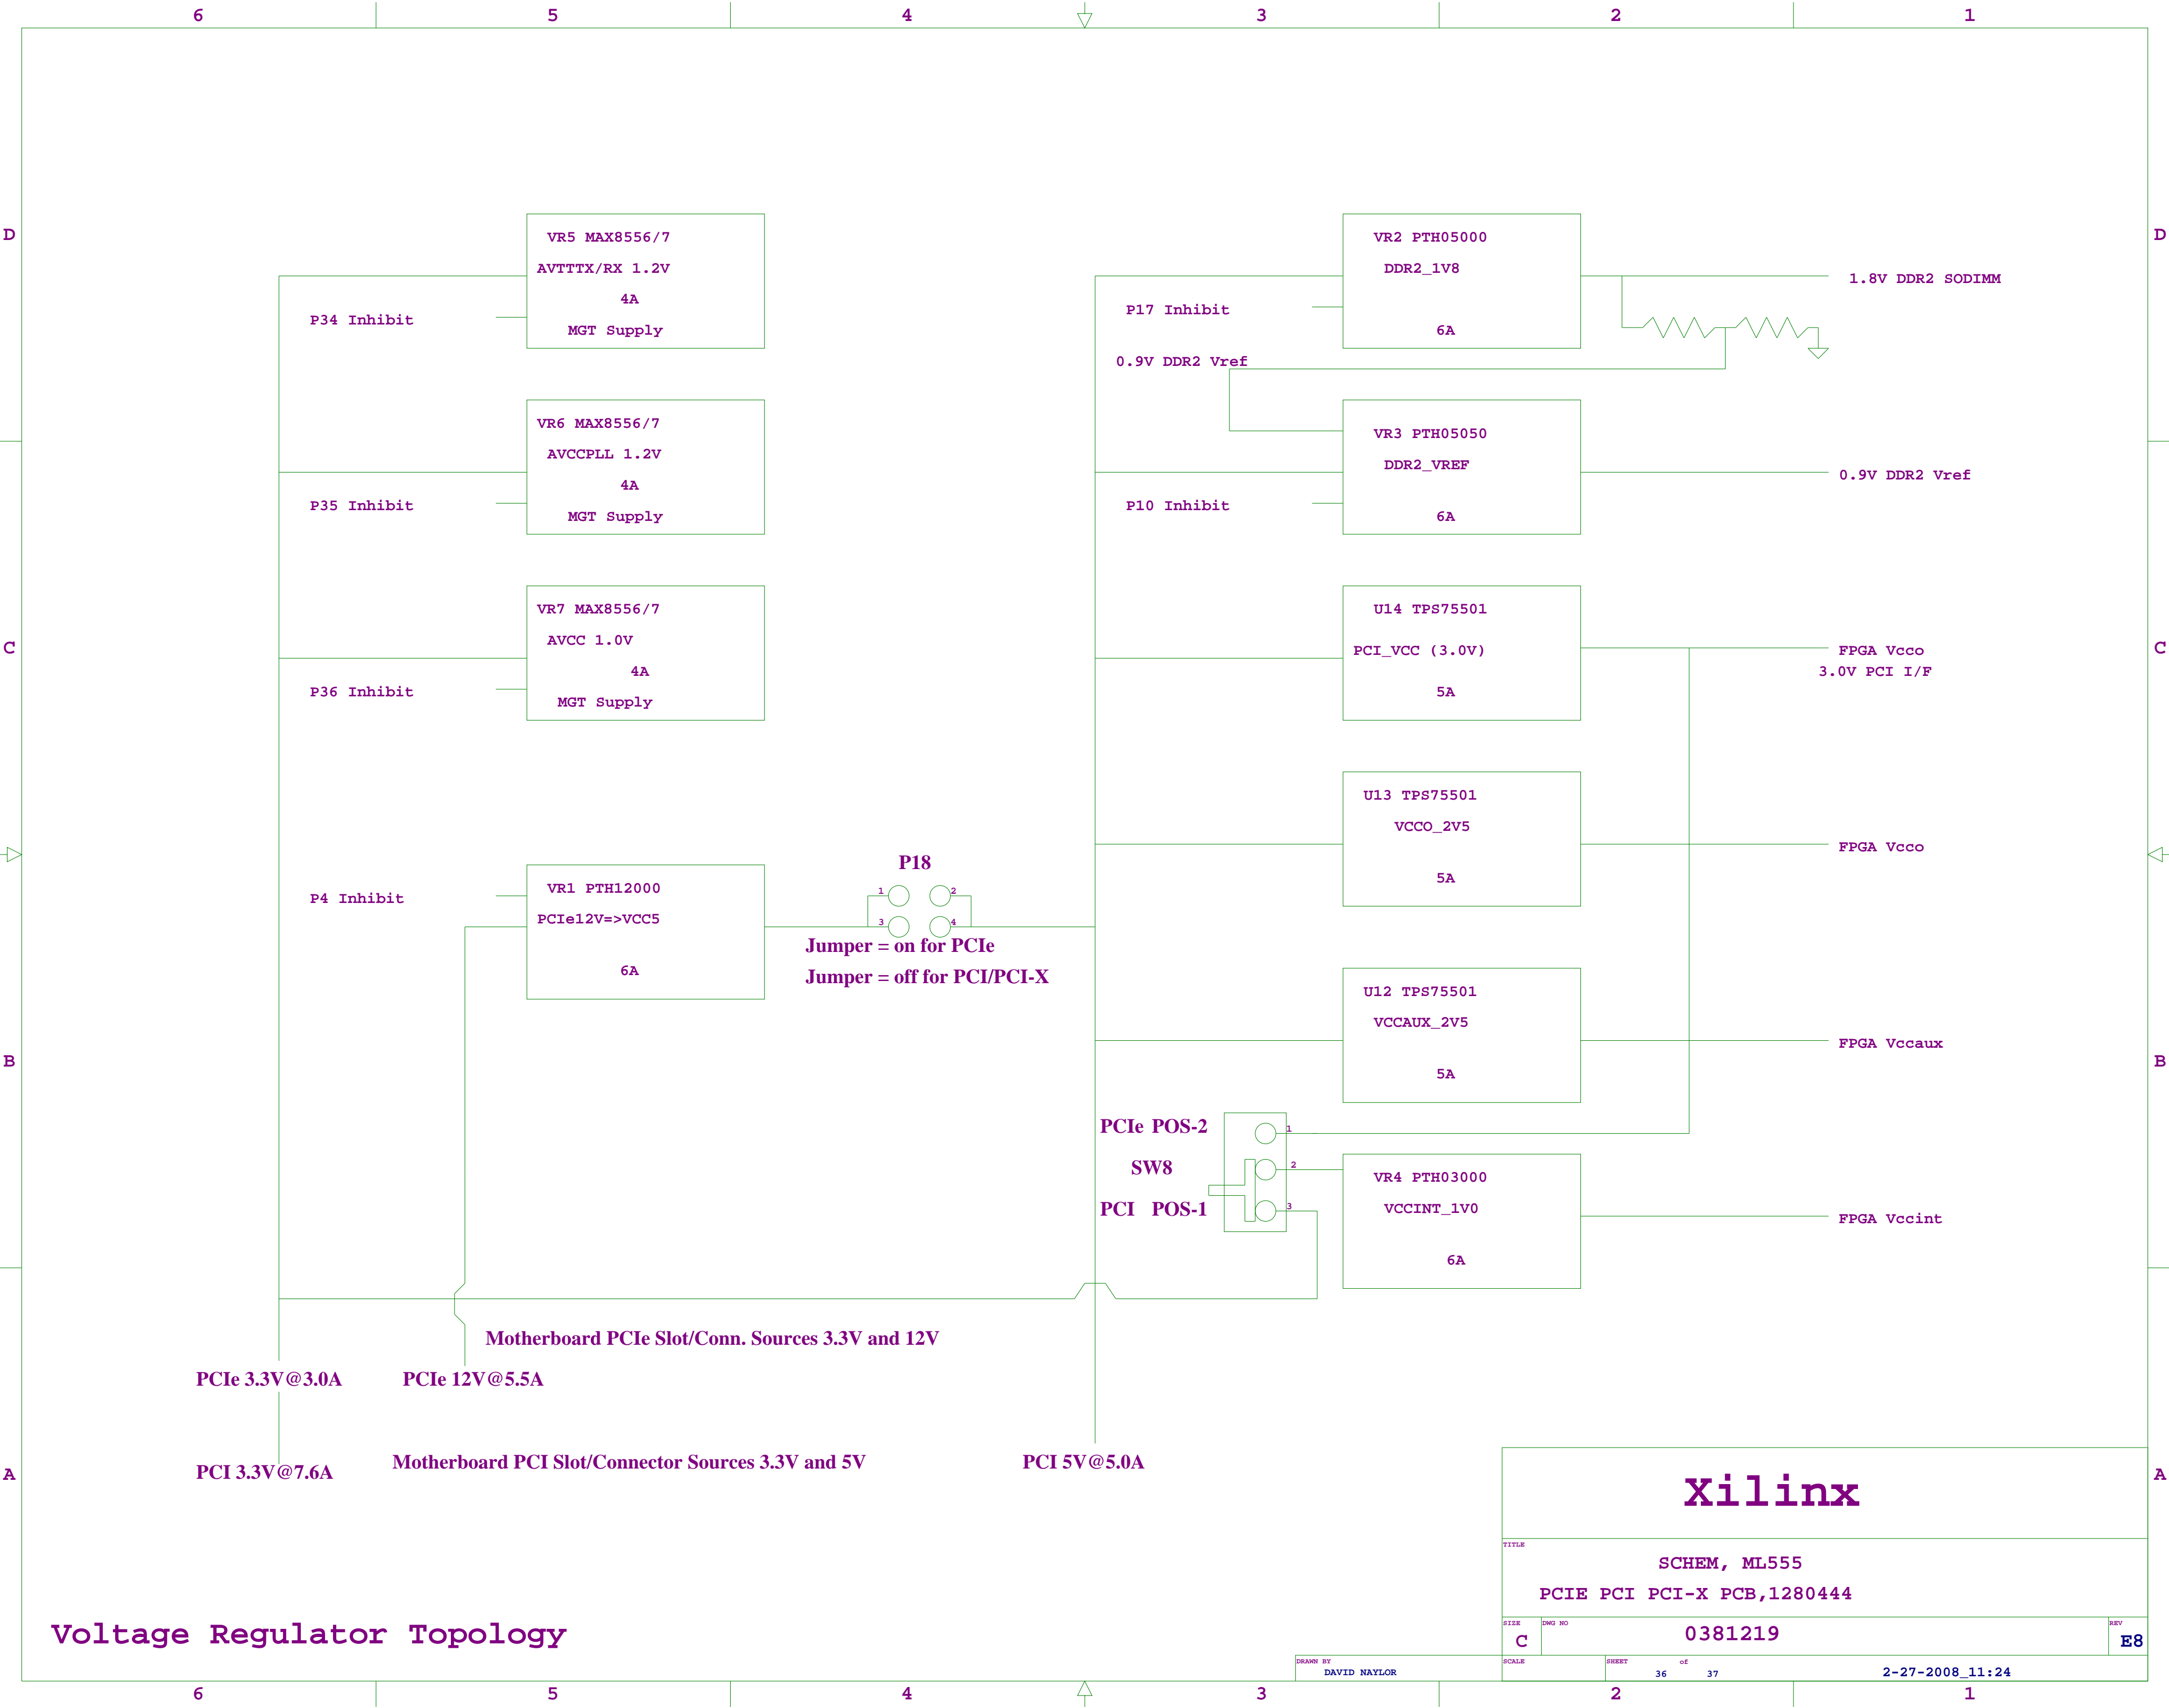 6 5 4 3 2 1
D
D
VR5 MAX8556/7
AVTTTX/RX 1.2V
4A
MGT Supply
P34 Inhibit
VR6 MAX8556/7
AVCCPLL 1.2V
4A
MGT Supply
P35 Inhibit
VR7 MAX8556/7
AVCC 1.0V
4A
MGT Supply
P36 Inhibit
C
C
VR1 PTH12000
PCIe12V=>VCC5
6A
P4 Inhibit
P18
1 2
3 4
Jumper = on for PCIe
Jumper = off for PCI/PCI-X
VR2 PTH05000
DDR2_1V8
6A
P17 Inhibit
1.8V DDR2 SODIMM
0.9V DDR2 Vref
VR3 PTH05050
DDR2_VREF
6A
P10 Inhibit
0.9V DDR2 Vref
U14 TPS75501
PCI_VCC (3.0V)
5A
FPGA Vcco
3.0V PCI I/F
U13 TPS75501
VCCO_2V5
5A
FPGA Vcco
U12 TPS75501
VCCAUX_2V5
5A
FPGA Vccaux
B
B
PCIe POS-2
SW8
PCI POS-1
1
2
3
VR4 PTH03000
VCCINT_1V0
6A
FPGA Vccint
Motherboard PCIe Slot/Conn. Sources 3.3V and 12V
PCIe 3.3V@3.0A
PCIe 12V@5.5A
Motherboard PCI Slot/Connector Sources 3.3V and 5V
PCI 3.3V@7.6A
PCI 5V@5.0A
A
A
Voltage Regulator Topology
Xilinx
TITLE
SCHEM, ML555
PCIE PCI PCI-X PCB,1280444
SIZE
C
DWG NO
0381219
REV
E8
DRAWN BY
DAVID NAYLOR
SCALE
SHEET 36 of 37
2-27-2008_11:24
6 5 4 3 2 1